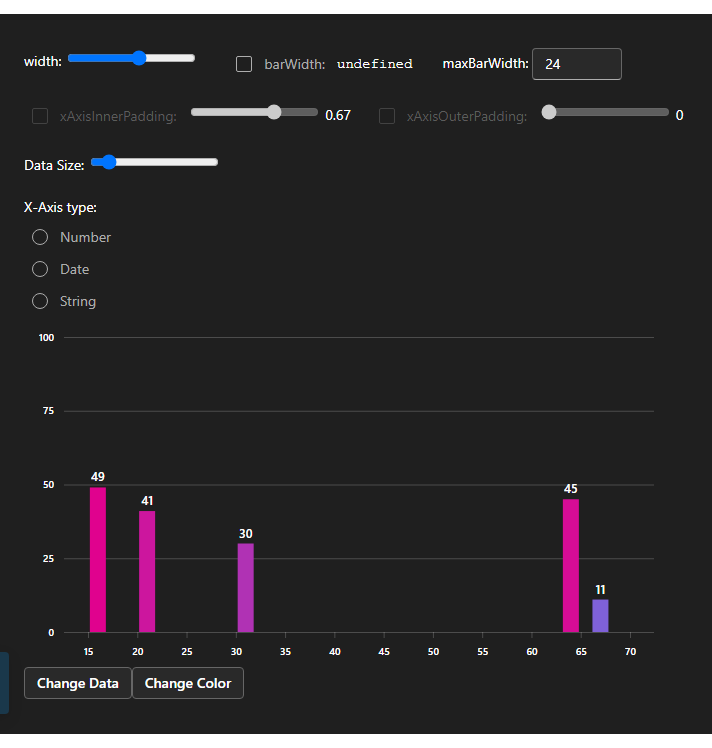 width: barWidth: undefined maxBarWidth: 24
xAxisInnerPadding: 0.67 xAxisOuterPadding: 0
Data Size:
X-Axis type:
Number
Date
String
100
75
50
25
0
49
41
30
45
11
15 20 25 30 35 40 45 50 55 60 65 70
Change Data Change Color